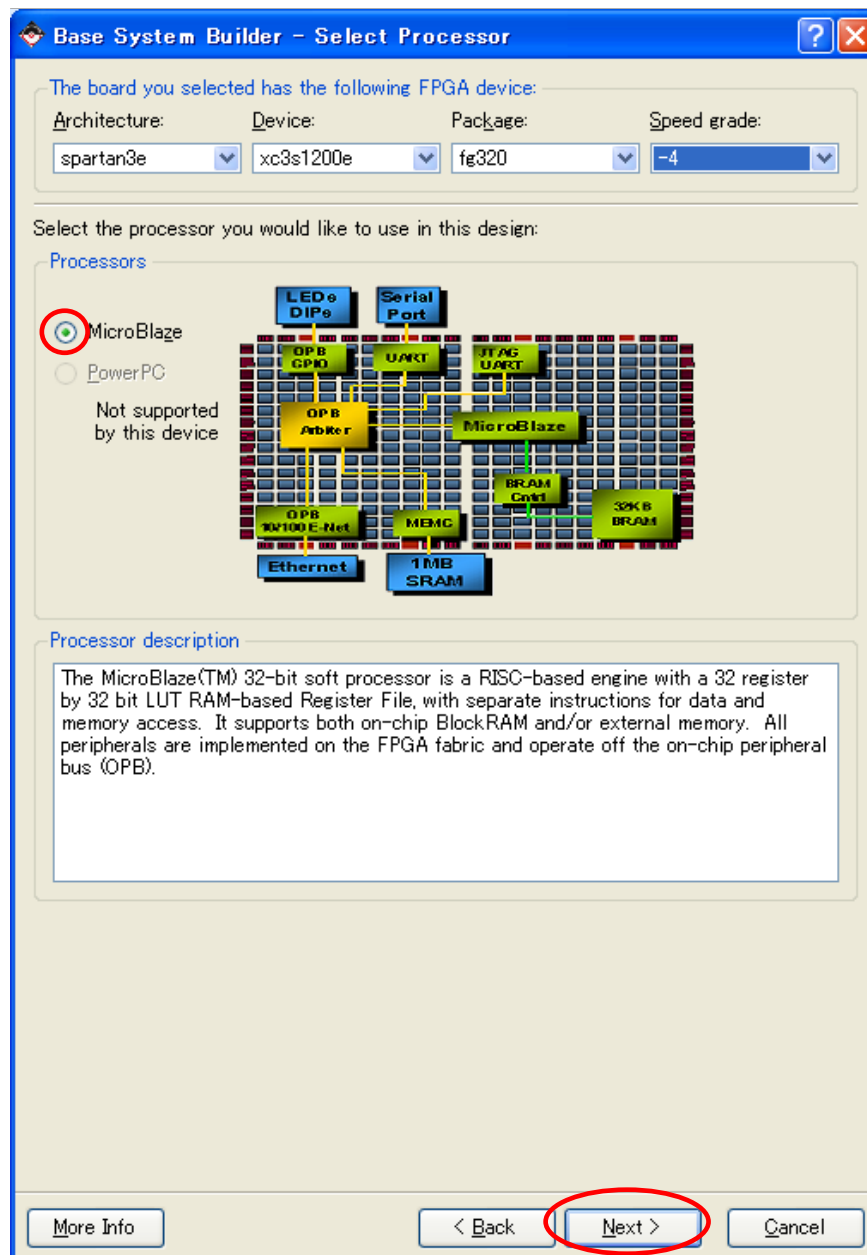 Base System Builder - Select Processor
The board you selected has the following FPGA device:
Architecture: Device: Package: Speed grade:
spartan3e xc3s1200e fg320 -4
Select the processor you would like to use in this design:
Processors
LEDs
DIPs
Serial
Port
MicroBlaze
OPB
GPIO
UART
JTAG
UART
PowerPC
Not supported
by this device
OPB
Arbiter
MicroBlaze
BRAM
Cntrl
32KB
BRAM
OPB
10/100 E-Net
MEMC
Ethernet
1MB
SRAM
Processor description
The MicroBlaze(TM) 32-bit soft processor is a RISC-based engine with a 32 register
by 32 bit LUT RAM-based Register File, with separate instructions for data and
memory access. It supports both on-chip BlockRAM and/or external memory. All
peripherals are implemented on the FPGA fabric and operate off the on-chip peripheral
bus (OPB).
More Info < Back Next > Cancel